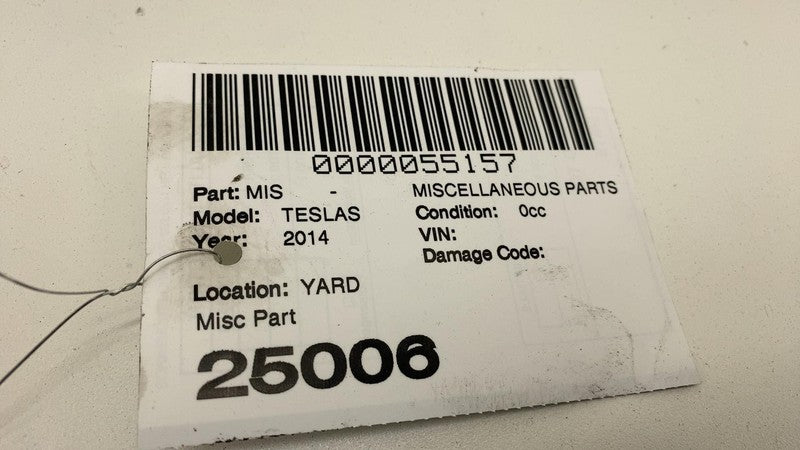 0000055157
Part: MIS - MISCELLANEOUS PARTS
Model: TESLAS Condition: 0cc
Year: 2014 VIN:
Damage Code:
Location: YARD
Misc Part
25006